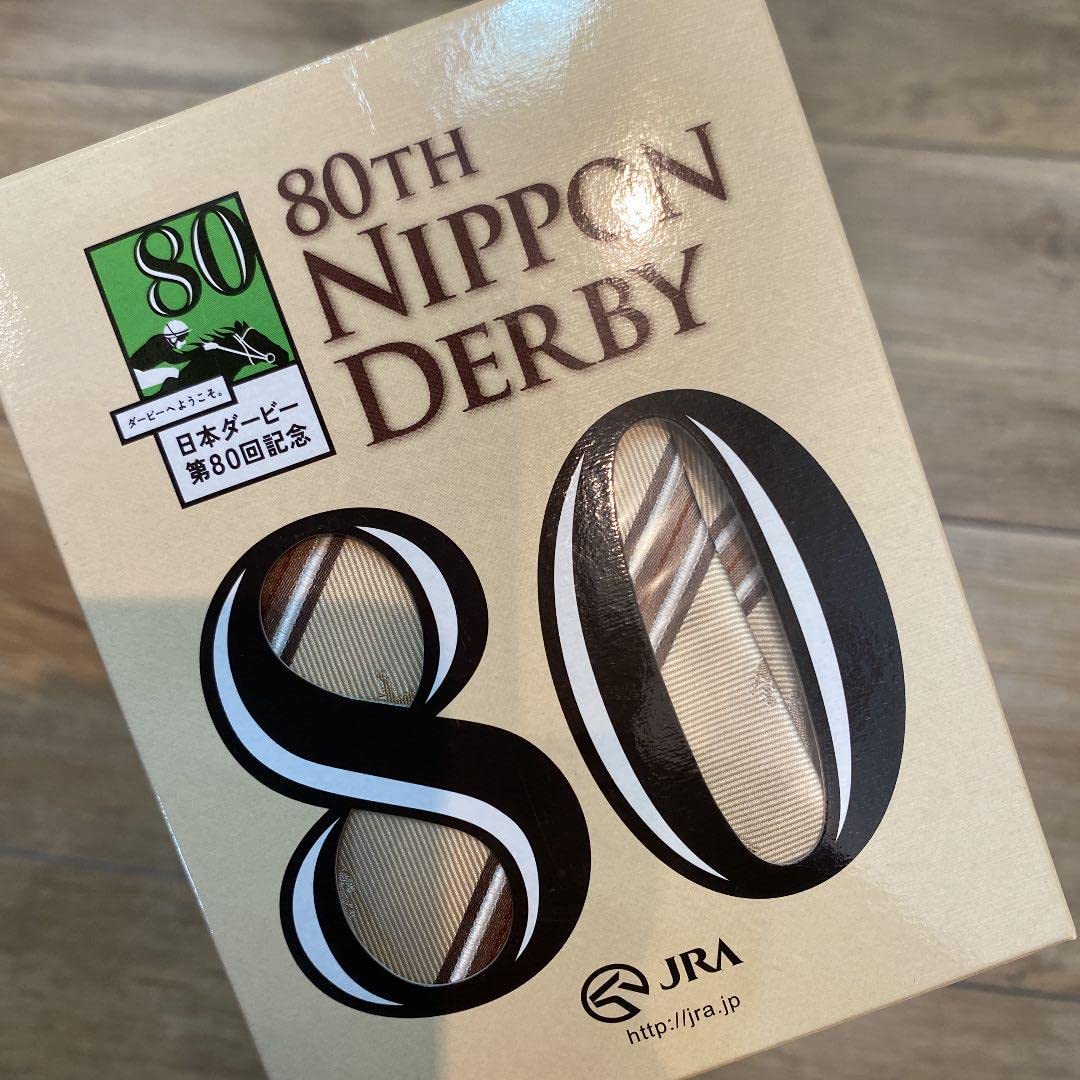 80TH
NIPPON
DERBY
80
ダービーへようこそ。
日本ダービー
第80回記念
80
JRA
http://jra.jp